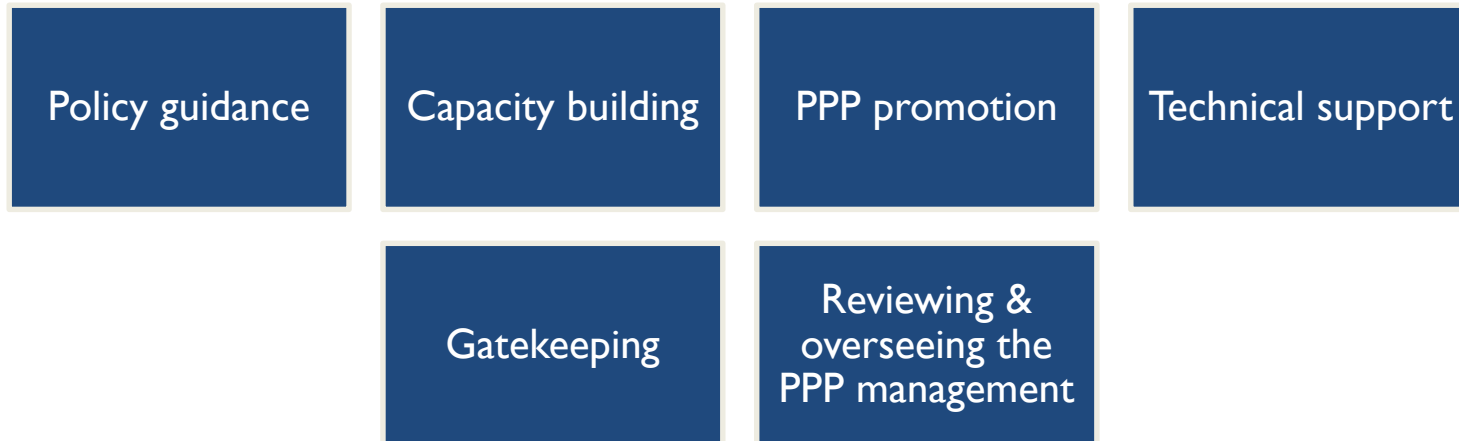 Policy guidance
Capacity building
PPP promotion
Technical support
Gatekeeping
Reviewing &
overseeing the
PPP management